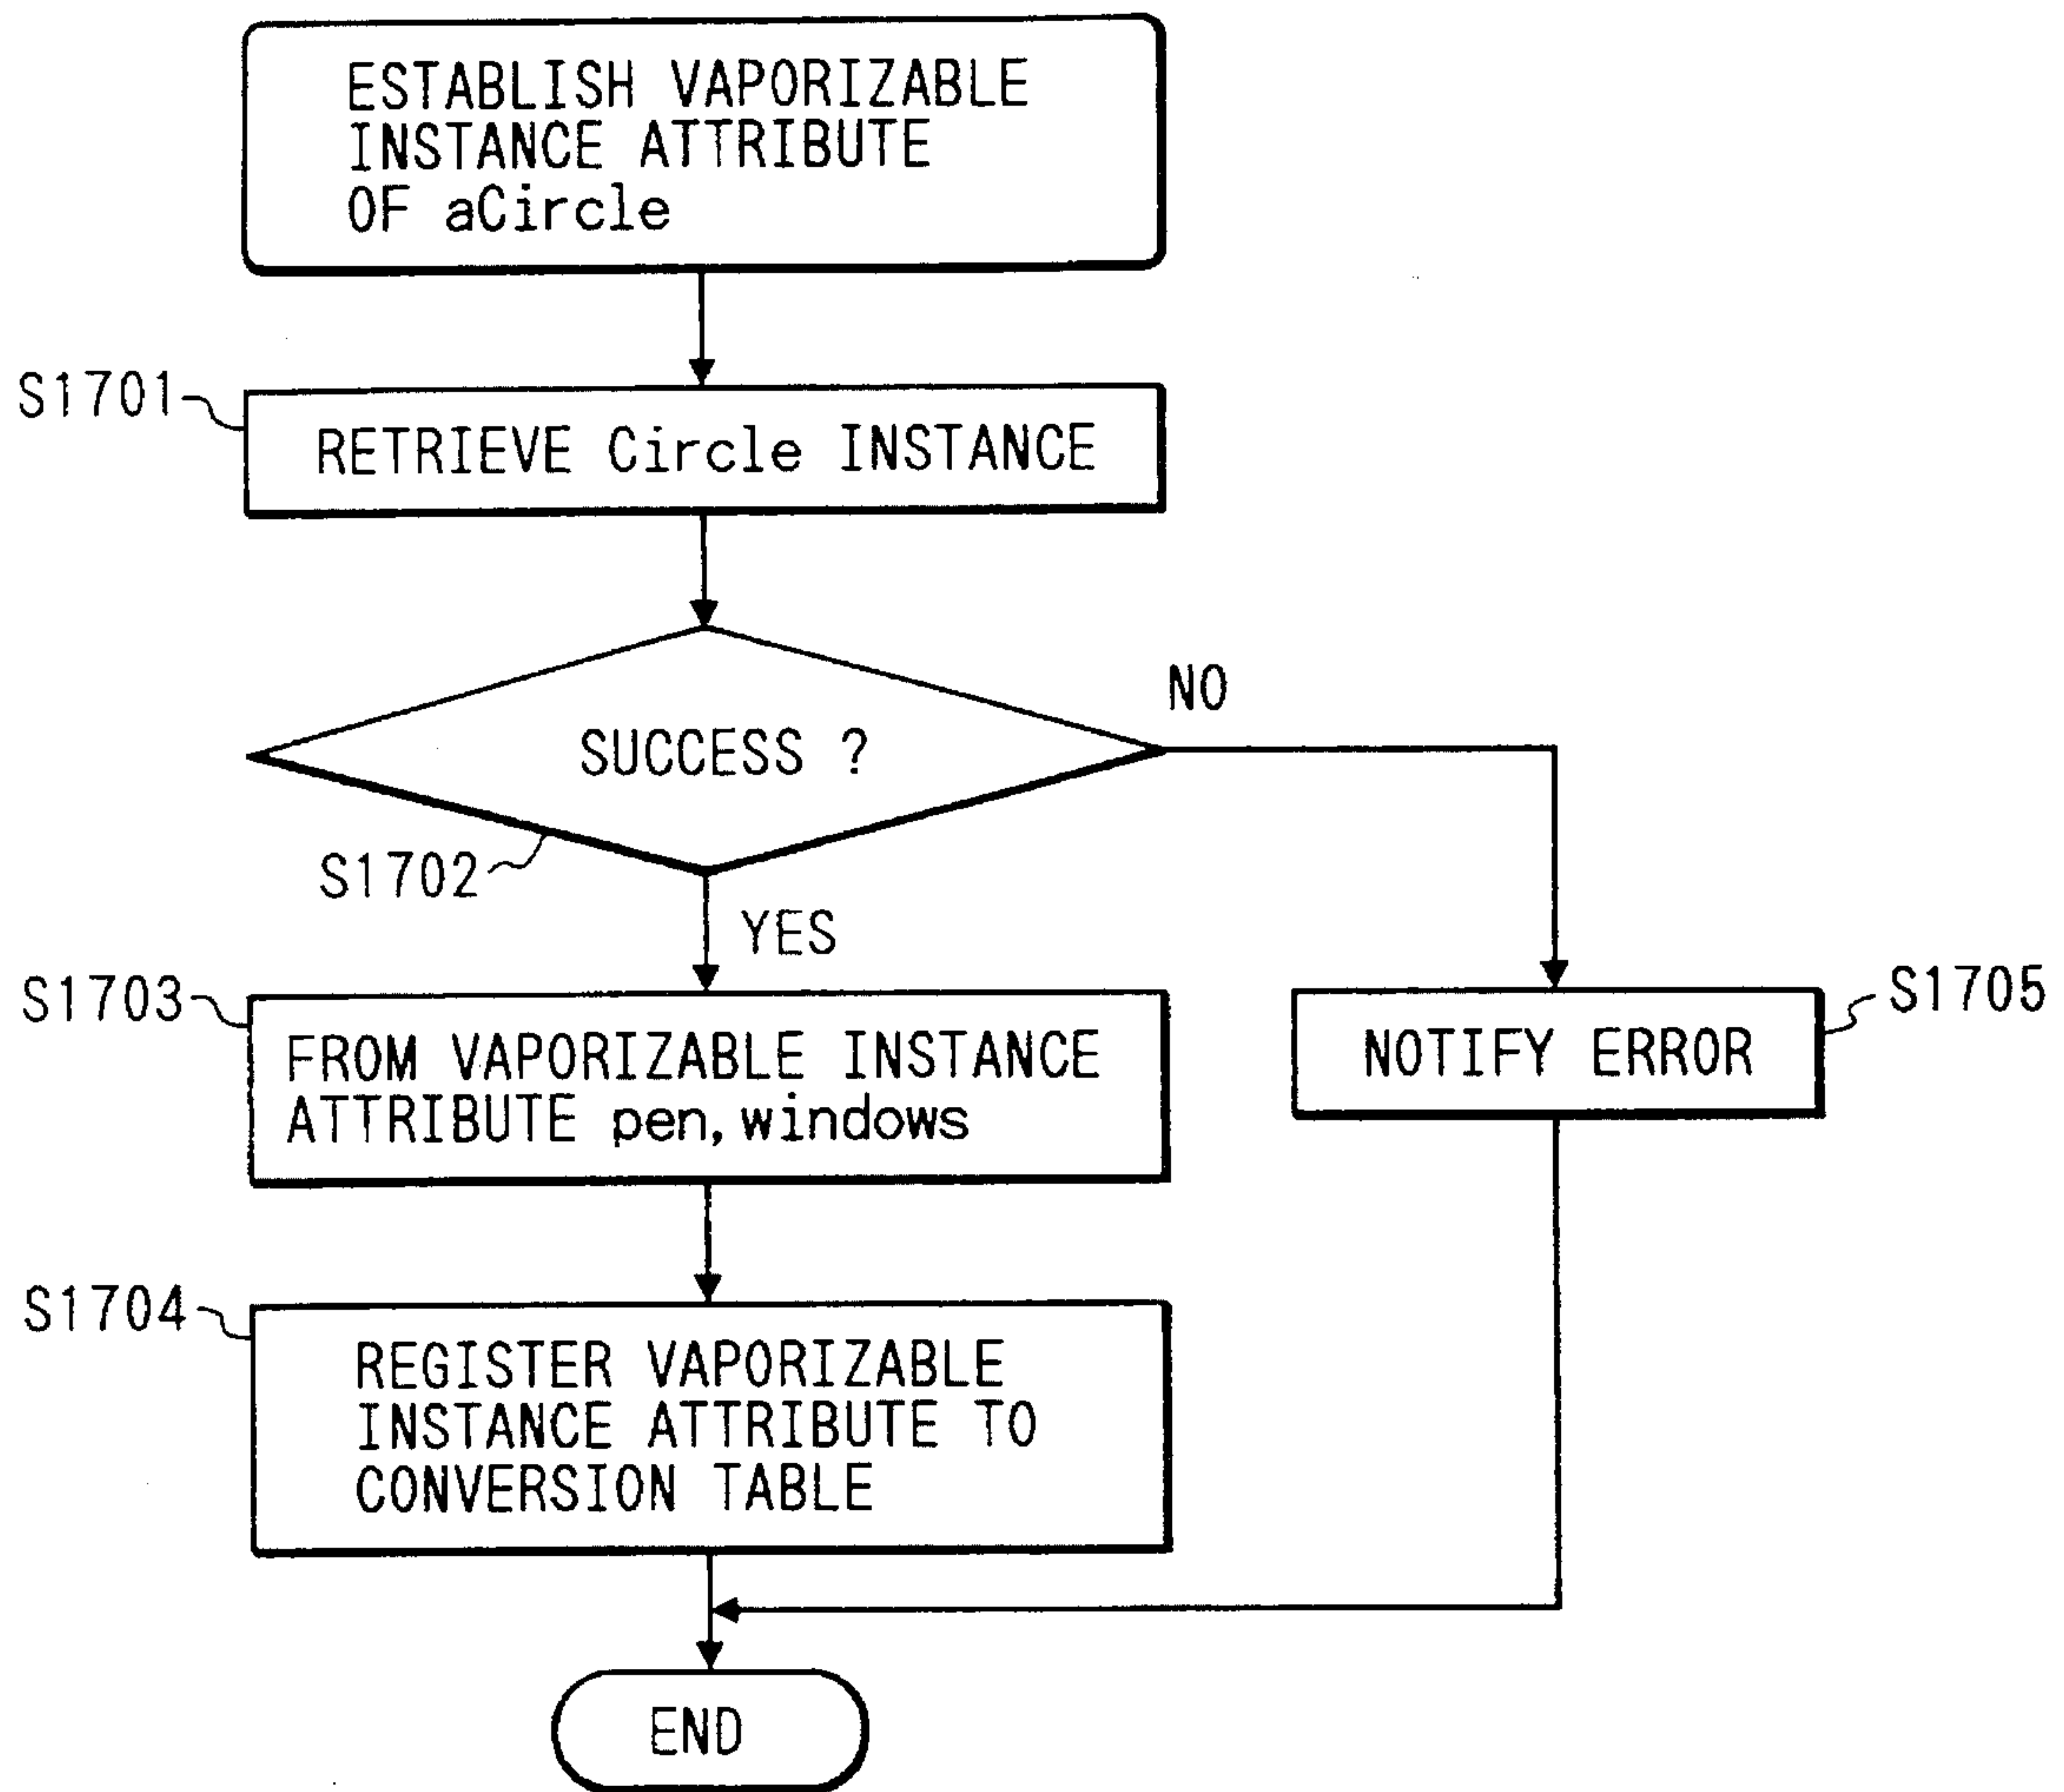 ESTABLISH VAPORIZABLE
INSTANCE ATTRIBUTE
OF aCircle
S1701
RETRIEVE Circle INSTANCE
SUCCESS ?
NO
S1702
YES
S1703
FROM VAPORIZABLE INSTANCE
ATTRIBUTE pen, windows
NOTIFY ERROR
S1705
S1704
REGISTER VAPORIZABLE
INSTANCE ATTRIBUTE TO
CONVERSION TABLE
END